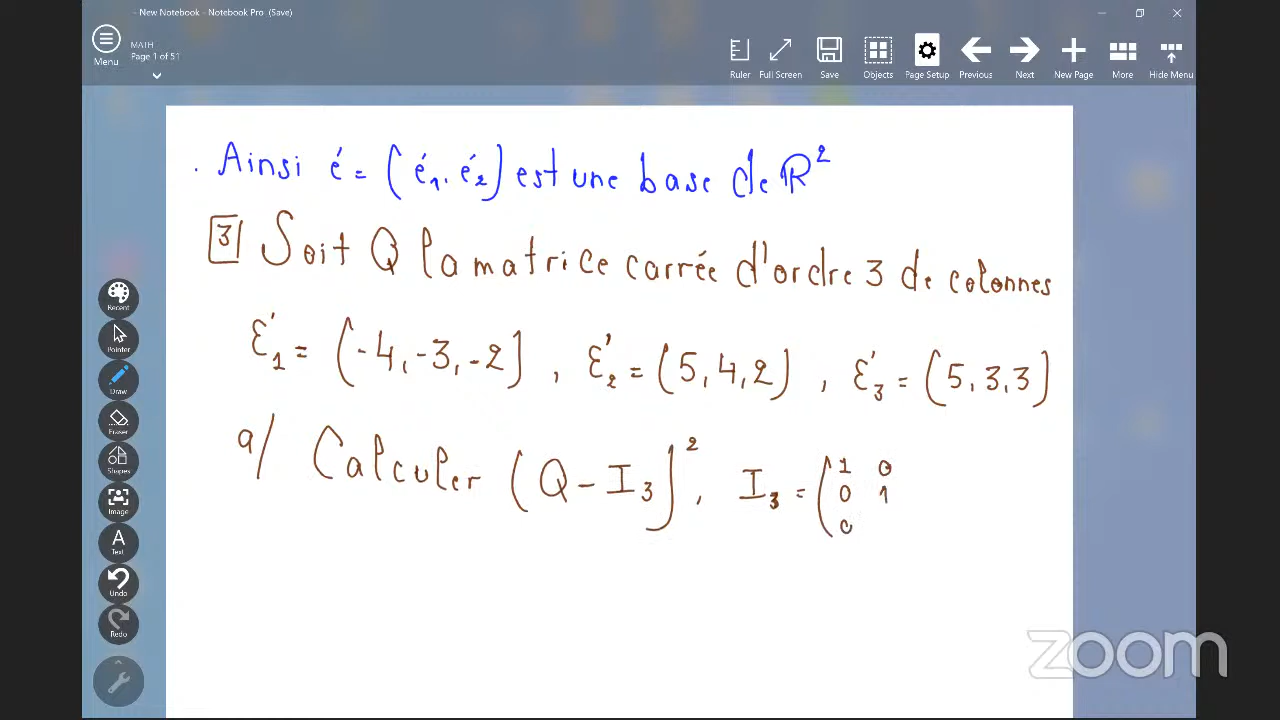 - New Notebook - Notebook Pro (Save)
Menu
MATH
Page 1 of 51
Ruler
Full Screen
Save
Objects
Page Setup
Previous
Next
New Page
More
Hide Menu
. Ainsi é = (é1, é2) est une base de ℝ²
3 Soit Q la matrice carrée d'ordre 3 de colonnes
ε'1 = (-4, -3, -2), ε'2 = (5, 4, 2), ε'3 = (5, 3, 3)
a/ Calculer (Q - I3)², I3 = (1 0
0 1
0
Recent
Pointer
Draw
Eraser
Shapes
Image
Text
Undo
Redo
zoom